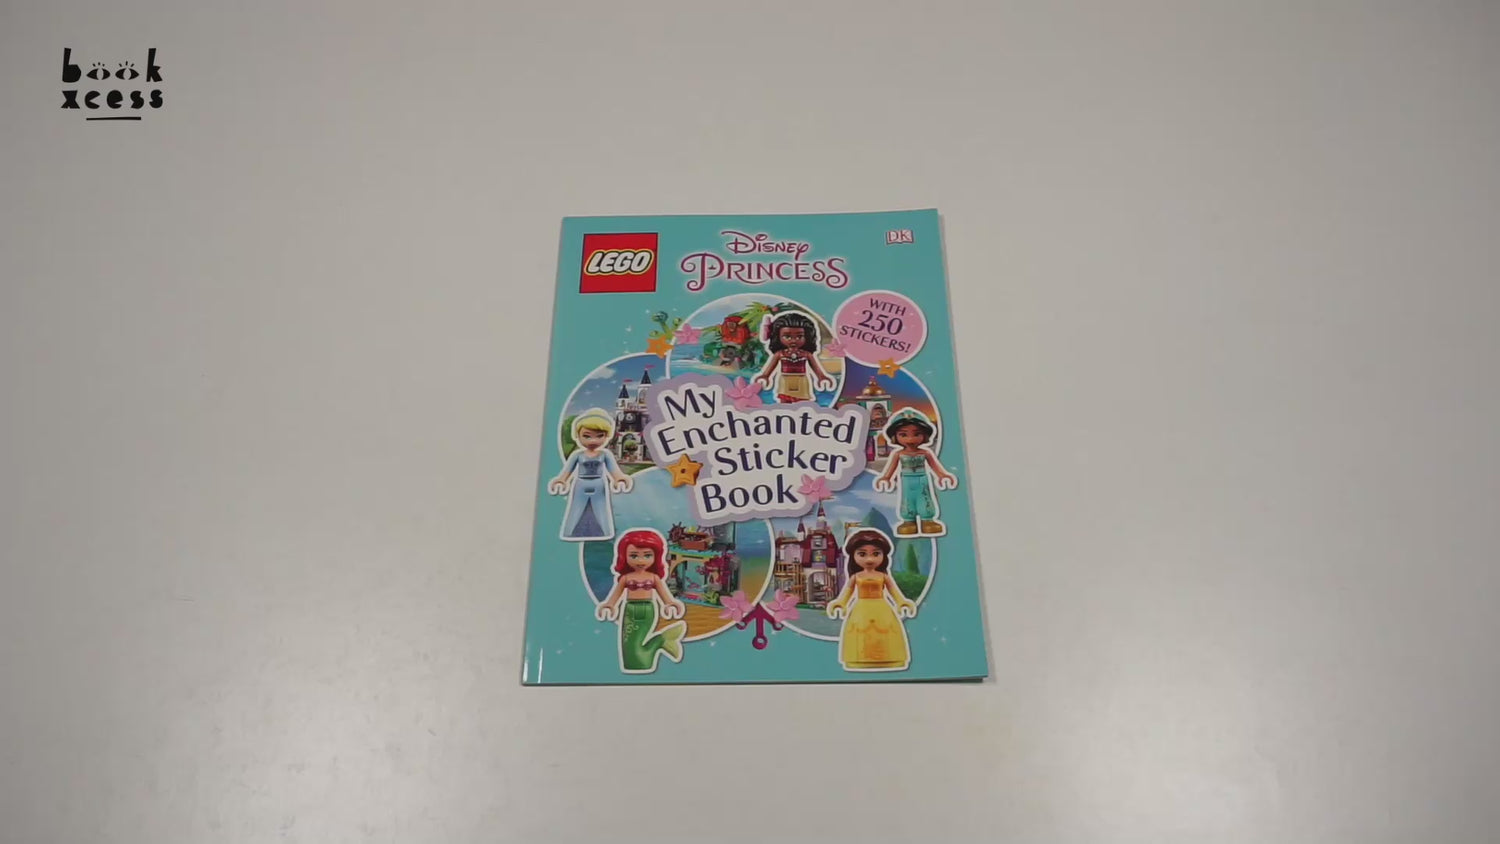 book
xcess
LEGO
DISNEY
PRINCESS
DK
WITH
250
STICKERS!
My
Enchanted
Sticker
Book